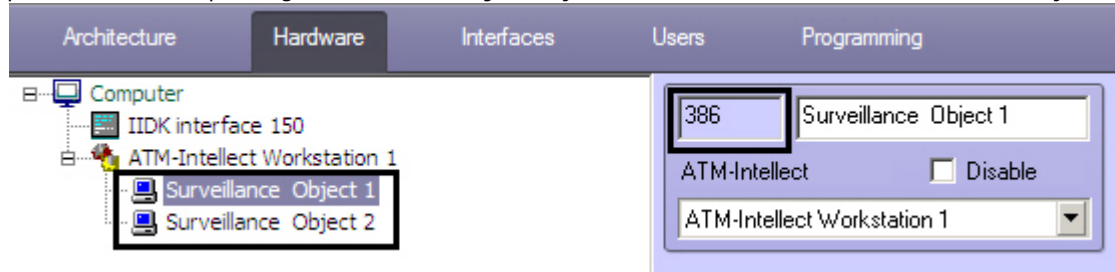 Architecture Hardware Interfaces Users Programming
Computer
IIDK interface 150
ATM-Intellect Workstation 1
Surveillance Object 1
Surveillance Object 2
386 Surveillance Object 1
ATM-Intellect Disable
ATM-Intellect Workstation 1